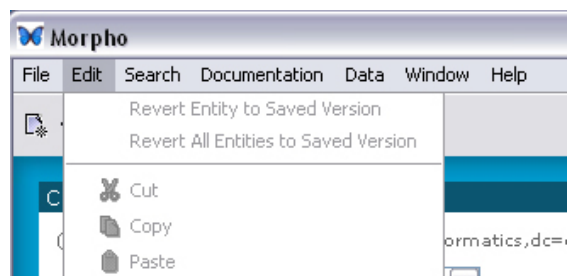 Morpho
File Edit Search Documentation Data Window Help
Revert Entity to Saved Version
Revert All Entities to Saved Version
Cut
Copy
ormatics,dc=
Paste